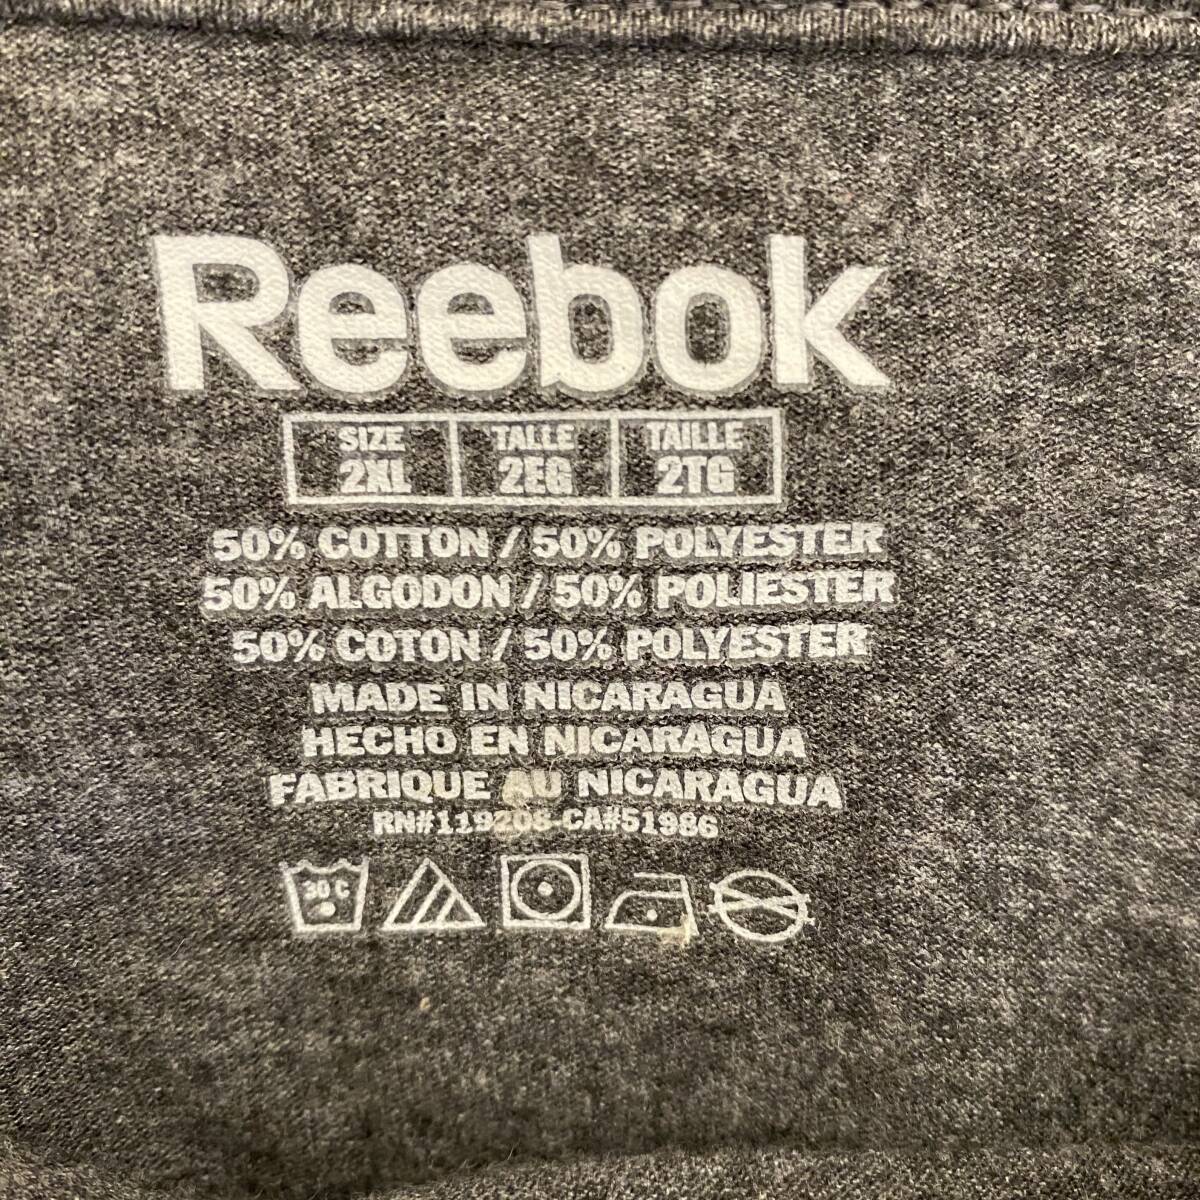 Reebok
SIZE TALLE TAILLE
2XL 2EG 2TG
50% COTTON / 50% POLYESTER
50% ALGODON / 50% POLIESTER
50% COTON / 50% POLYESTER
MADE IN NICARAGUA
HECHO EN NICARAGUA
FABRIQUE AU NICARAGUA
RN#119208-CA#51986
30 C